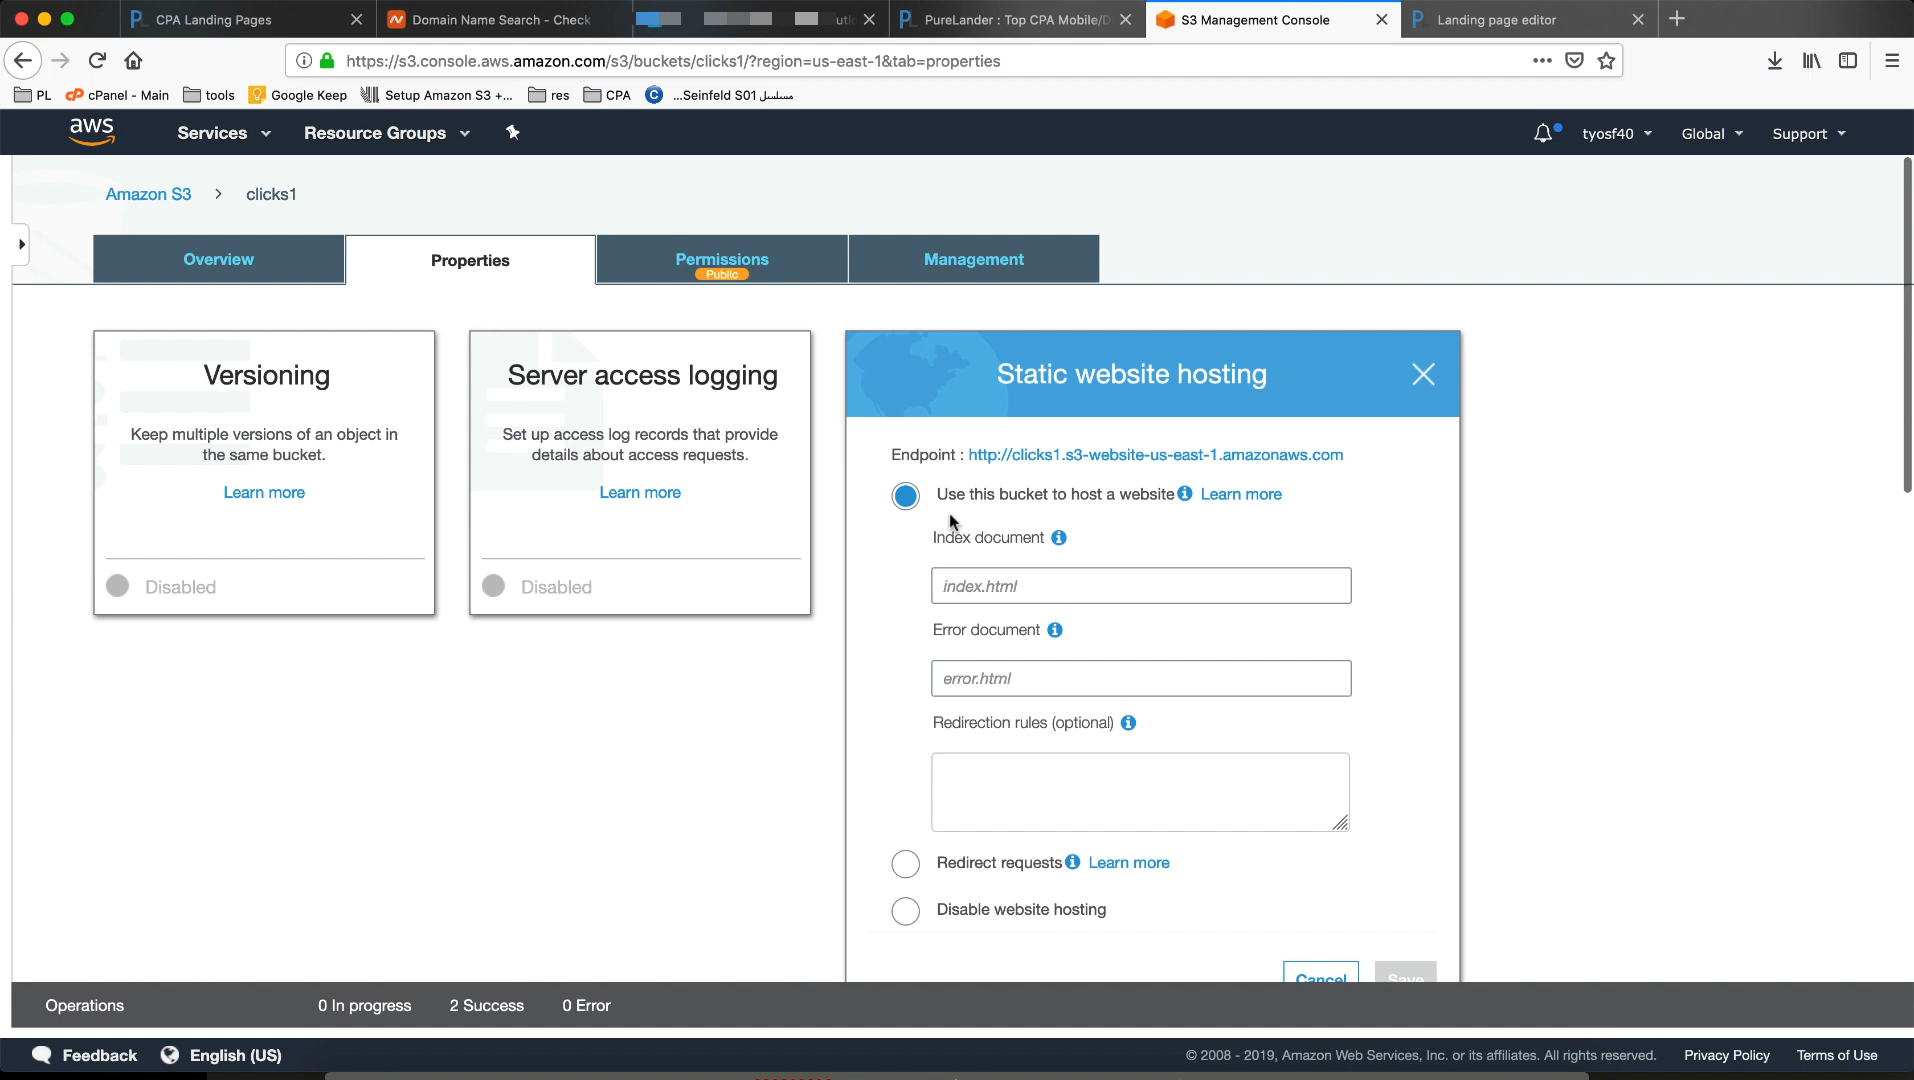 CPA Landing Pages
Domain Name Search - Check
PureLander : Top CPA Mobile/D
S3 Management Console
Landing page editor
https://s3.console.aws.amazon.com/s3/buckets/clicks1/?region=us-east-1&tab=properties
PL
cPanel - Main
tools
Google Keep
Setup Amazon S3 +...
res
CPA
...Seinfeld S01 مسلسل
aws
Services
Resource Groups
tyosf40
Global
Support
Amazon S3 > clicks1
Overview
Properties
Permissions
Public
Management
Versioning
Keep multiple versions of an object in
the same bucket.
Learn more
Disabled
Server access logging
Set up access log records that provide
details about access requests.
Learn more
Disabled
Static website hosting
Endpoint : http://clicks1.s3-website-us-east-1.amazonaws.com
Use this bucket to host a website Learn more
Index document
index.html
Error document
error.html
Redirection rules (optional)
Redirect requests Learn more
Disable website hosting
Cancel
Save
Operations
0 In progress
2 Success
0 Error
Feedback
English (US)
© 2008 - 2019, Amazon Web Services, Inc. or its affiliates. All rights reserved.
Privacy Policy
Terms of Use